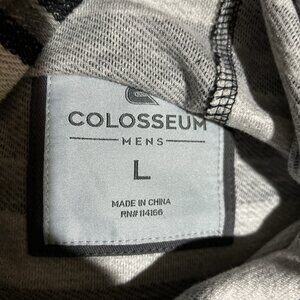 COLOSSEUM
MENS
L
MADE IN CHINA
RN# 114166